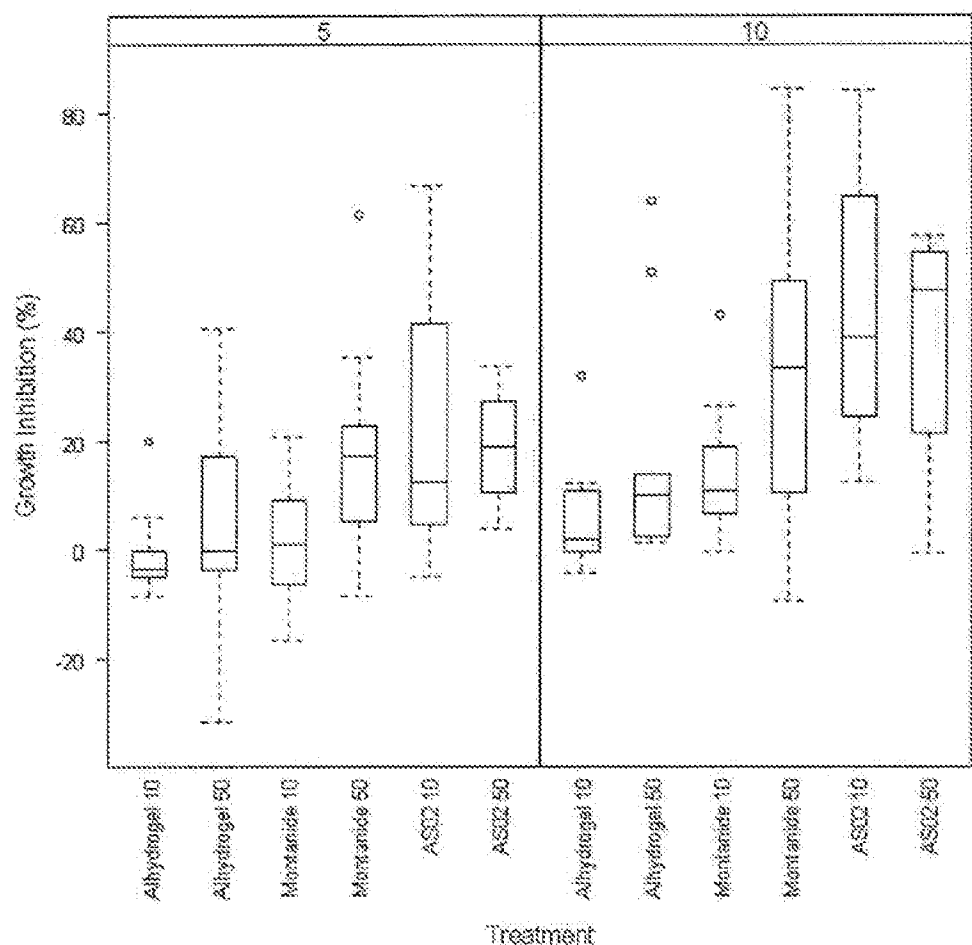 5
10
Growth Inhibition (%)
80
60
40
20
0
-20
Alhydrogel 10
Alhydrogel 50
Montanide 10
Montanide 50
AS02 10
AS02 50
Alhydrogel 10
Alhydrogel 50
Montanide 10
Montanide 50
AS02 10
AS02 50
Treatment